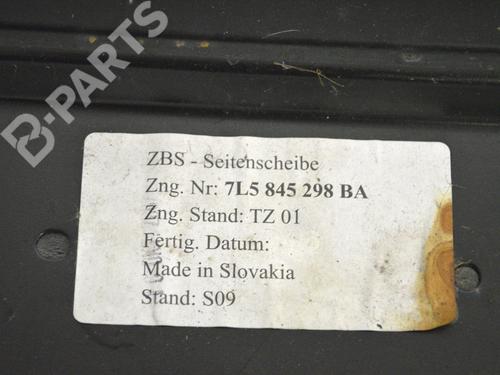 B-PARTS
ZBS - Seitenscheibe
Zng. Nr: 7L5 845 298 BA
Zng. Stand: TZ 01
Fertig. Datum:
Made in Slovakia
Stand: S09